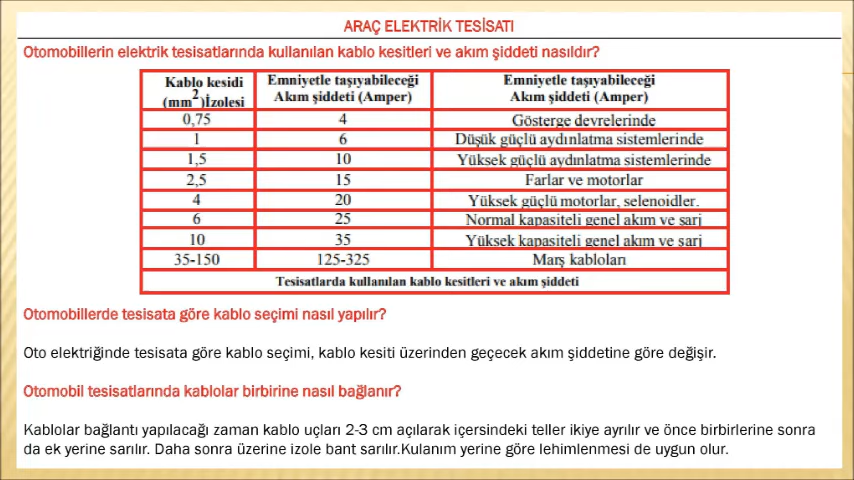 ARAÇ ELEKTRİK TESİSATI
Otomobillerin elektrik tesisatlarında kullanılan kablo kesitleri ve akım şiddeti nasıldır?
Kablo kesidi (mm2)İzolesi Emniyetle taşıyabileceği Akım şiddeti (Amper) Emniyetle taşıyabileceği Akım şiddeti (Amper)
0,75 4 Gösterge devrelerinde
1 6 Düşük güçlü aydınlatma sistemlerinde
1,5 10 Yüksek güçlü aydınlatma sistemlerinde
2,5 15 Farlar ve motorlar
4 20 Yüksek güçlü motorlar, selenoidler.
6 25 Normal kapasiteli genel akım ve şarj
10 35 Yüksek kapasiteli genel akım ve şarj
35-150 125-325 Marş kabloları
Tesisatlarda kullanılan kablo kesitleri ve akım şiddeti
Otomobillerde tesisata göre kablo seçimi nasıl yapılır?
Oto elektriğinde tesisata göre kablo seçimi, kablo kesiti üzerinden geçecek akım şiddetine göre değişir.
Otomobil tesisatlarında kablolar birbirine nasıl bağlanır?
Kablolar bağlantı yapılacağı zaman kablo uçları 2-3 cm açılarak içersindeki teller ikiye ayrılır ve önce birbirlerine sonra
da ek yerine sarılır. Daha sonra üzerine izole bant sarılır.Kulanım yerine göre lehimlenmesi de uygun olur.